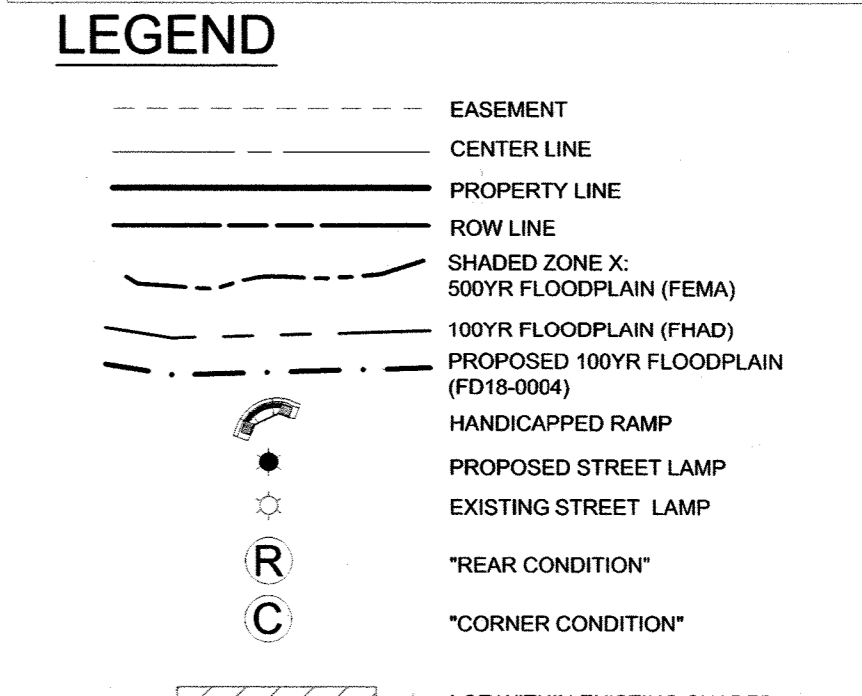 LEGEND
EASEMENT
CENTER LINE
PROPERTY LINE
ROW LINE
SHADED ZONE X:
500YR FLOODPLAIN (FEMA)
100YR FLOODPLAIN (FHAD)
PROPOSED 100YR FLOODPLAIN
(FD18-0004)
HANDICAPPED RAMP
PROPOSED STREET LAMP
EXISTING STREET LAMP
R "REAR CONDITION"
C "CORNER CONDITION"